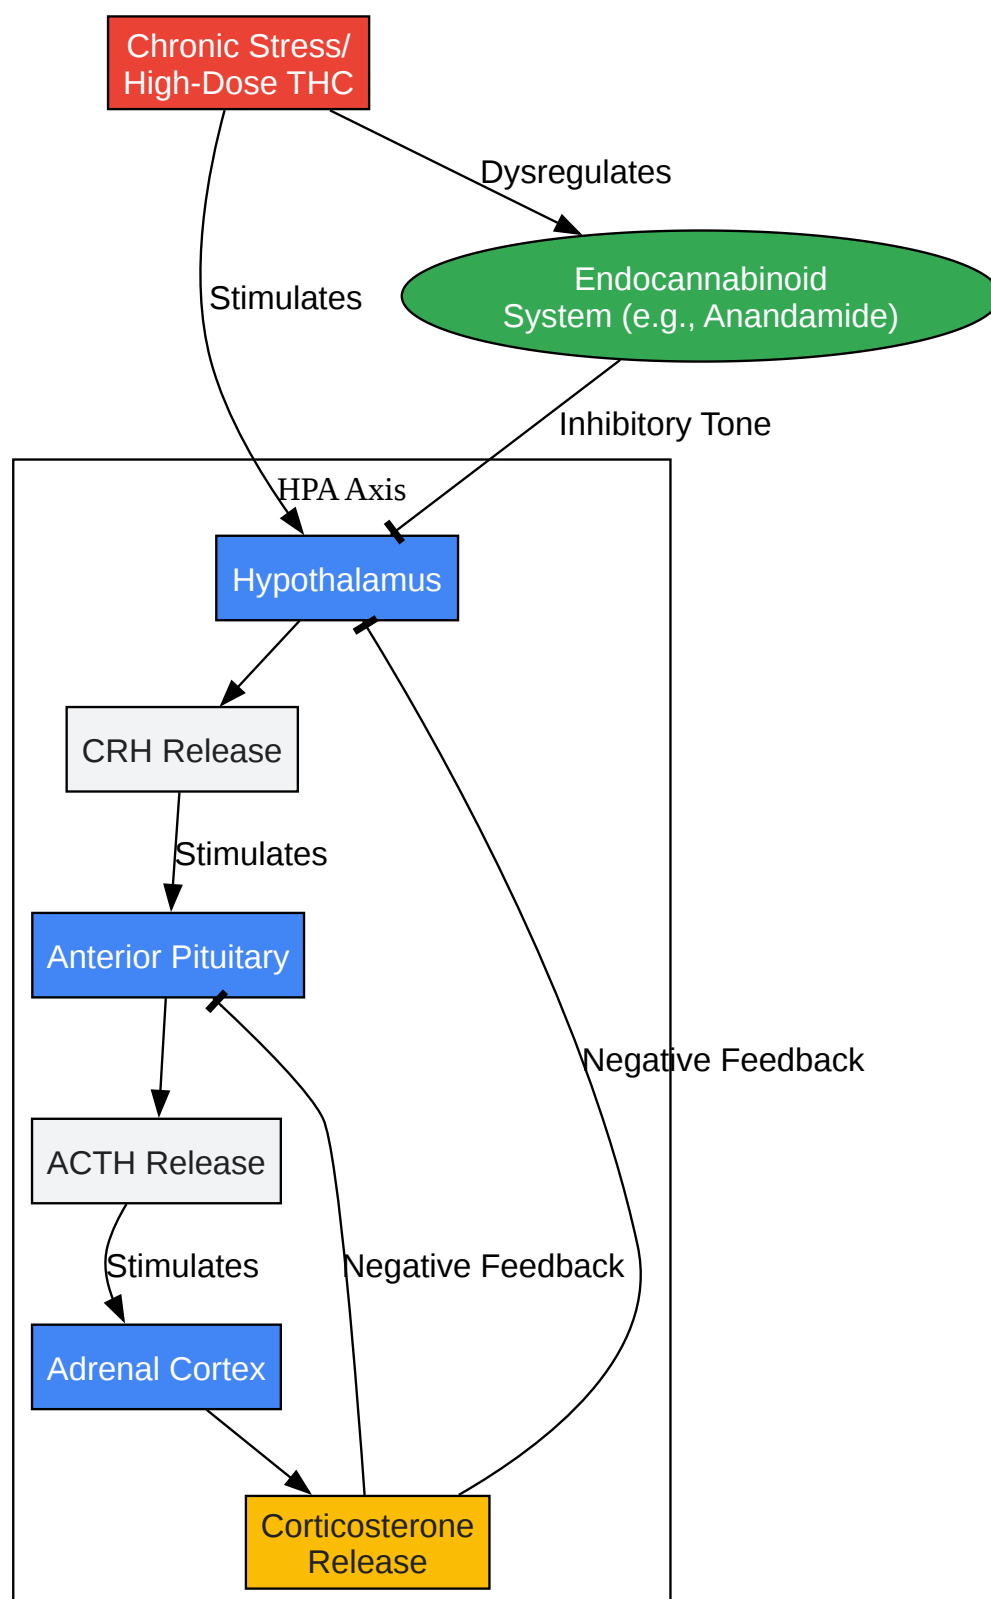 Chronic Stress/
High-Dose THC
Dysregulates
Endocannabinoid
System (e.g., Anandamide)
Stimulates
Inhibitory Tone
HPA Axis
Hypothalamus
CRH Release
Stimulates
Anterior Pituitary
Negative Feedback
ACTH Release
Stimulates
Negative Feedback
Adrenal Cortex
Corticosterone
Release